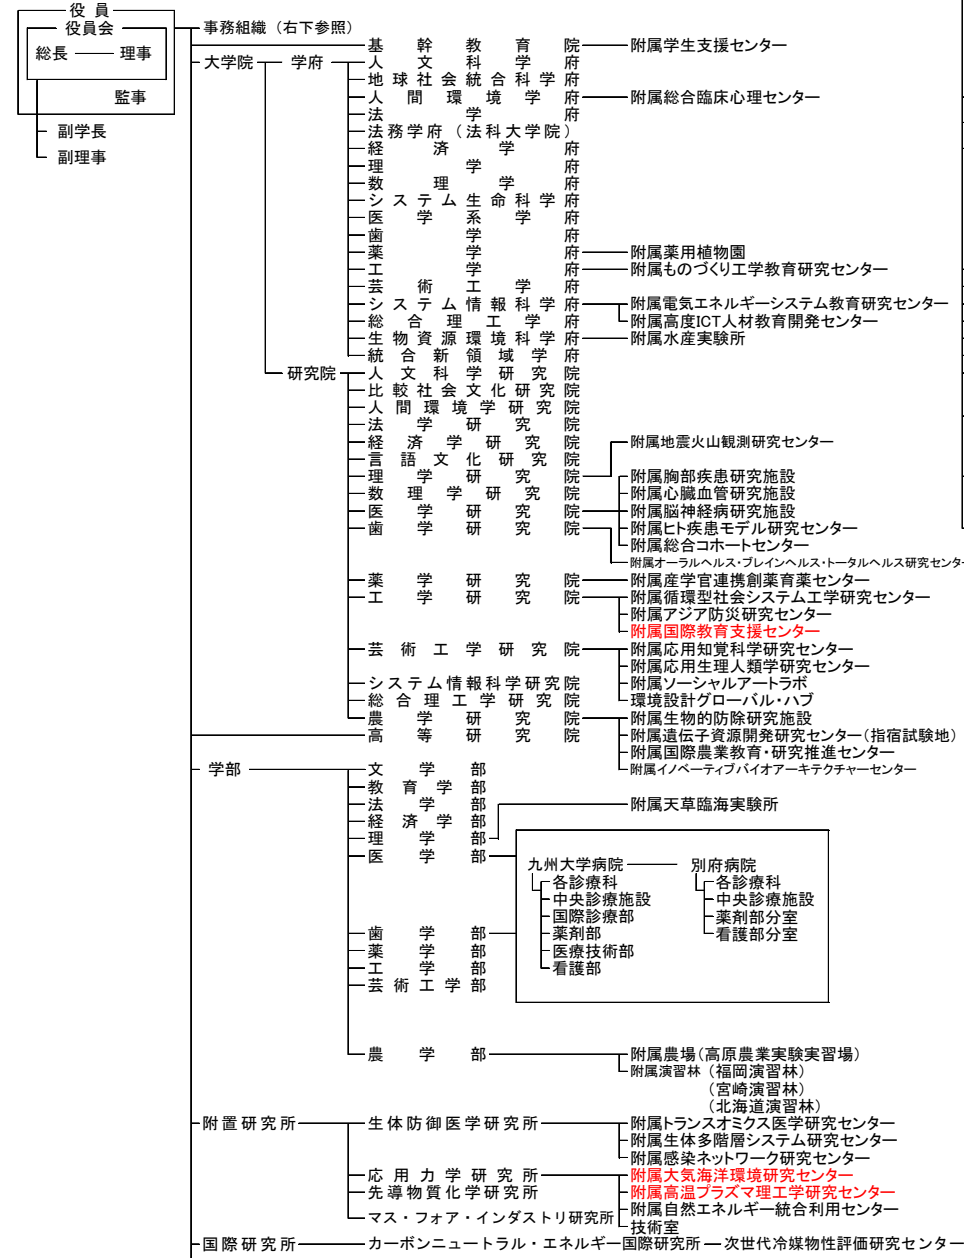 役 員
役員会
総長 理事
監事
副学長
副理事
事務組織（右下参照）
基幹教育院 附属学生支援センター
大学院 学府 人文科学府
地球社会統合科学府
人間環境学府 附属総合臨床心理センター
法学府
法務学府（法科大学院）
経済学府
理学府
数理学府
システム生命科学府
医学系学府
歯学府
薬学府 附属薬用植物園
工学府 附属ものづくり工学教育研究センター
芸術工学府
システム情報科学府 附属電気エネルギーシステム教育研究センター
総合理工学府 附属高度ICT人材教育開発センター
生物資源環境科学府 附属水産実験所
統合新領域学府
研究院 人文科学研究院
比較社会文化研究院
人間環境学研究院
法学研究院
経済学研究院 附属地震火山観測研究センター
言語文化研究院
理学研究院 附属胸部疾患研究施設
数理学研究院 附属心臓血管研究施設
医学研究院 附属脳神経病研究施設
歯学研究院 附属ヒト疾患モデル研究センター
附属総合コホートセンター
附属オーラルヘルス・ブレインヘルス・トータルヘルス研究センター
薬学研究院 附属産学官連携創薬育薬センター
工学研究院 附属循環型社会システム工学研究センター
附属アジア防災研究センター
附属国際教育支援センター
芸術工学研究院 附属応用知覚科学研究センター
附属応用生理人類学研究センター
システム情報科学研究院 附属ソーシャルアートラボ
総合理工学研究院 環境設計グローバル・ハブ
農学研究院 附属生物的防除研究施設
高等研究院 附属遺伝子資源開発研究センター（指宿試験地）
附属国際農業教育・研究推進センター
学部 文学部 附属イノベーティブバイオアーキテクチャーセンター
教育学部
法学部 附属天草臨海実験所
経済学部
理学部
医学部
九州大学病院 別府病院
各診療科 各診療科
中央診療施設 中央診療施設
国際診療部 薬剤部分室
歯学部 薬剤部 看護部分室
薬学部 医療技術部
工学部 看護部
芸術工学部
農学部 附属農場（高原農業実験実習場）
附属演習林（福岡演習林）
（宮崎演習林）
（北海道演習林）
附置研究所 生体防御医学研究所 附属トランスオミクス医学研究センター
附属生体多階層システム研究センター
附属感染ネットワーク研究センター
応用力学研究所 附属大気海洋環境研究センター
先導物質化学研究所 附属高温プラズマ理工学研究センター
附属自然エネルギー統合利用センター
マス・フォア・インダストリ研究所 技術室
国際研究所 カーボンニュートラル・エネルギー国際研究所 次世代冷媒物性評価研究センター